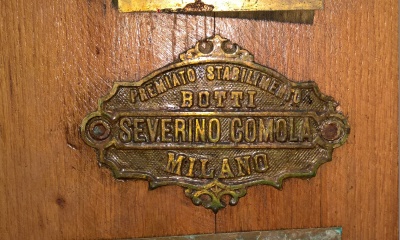 PREMIATO STABILIMENTO
BOTTI
SEVERINO COMOLA
MILANO